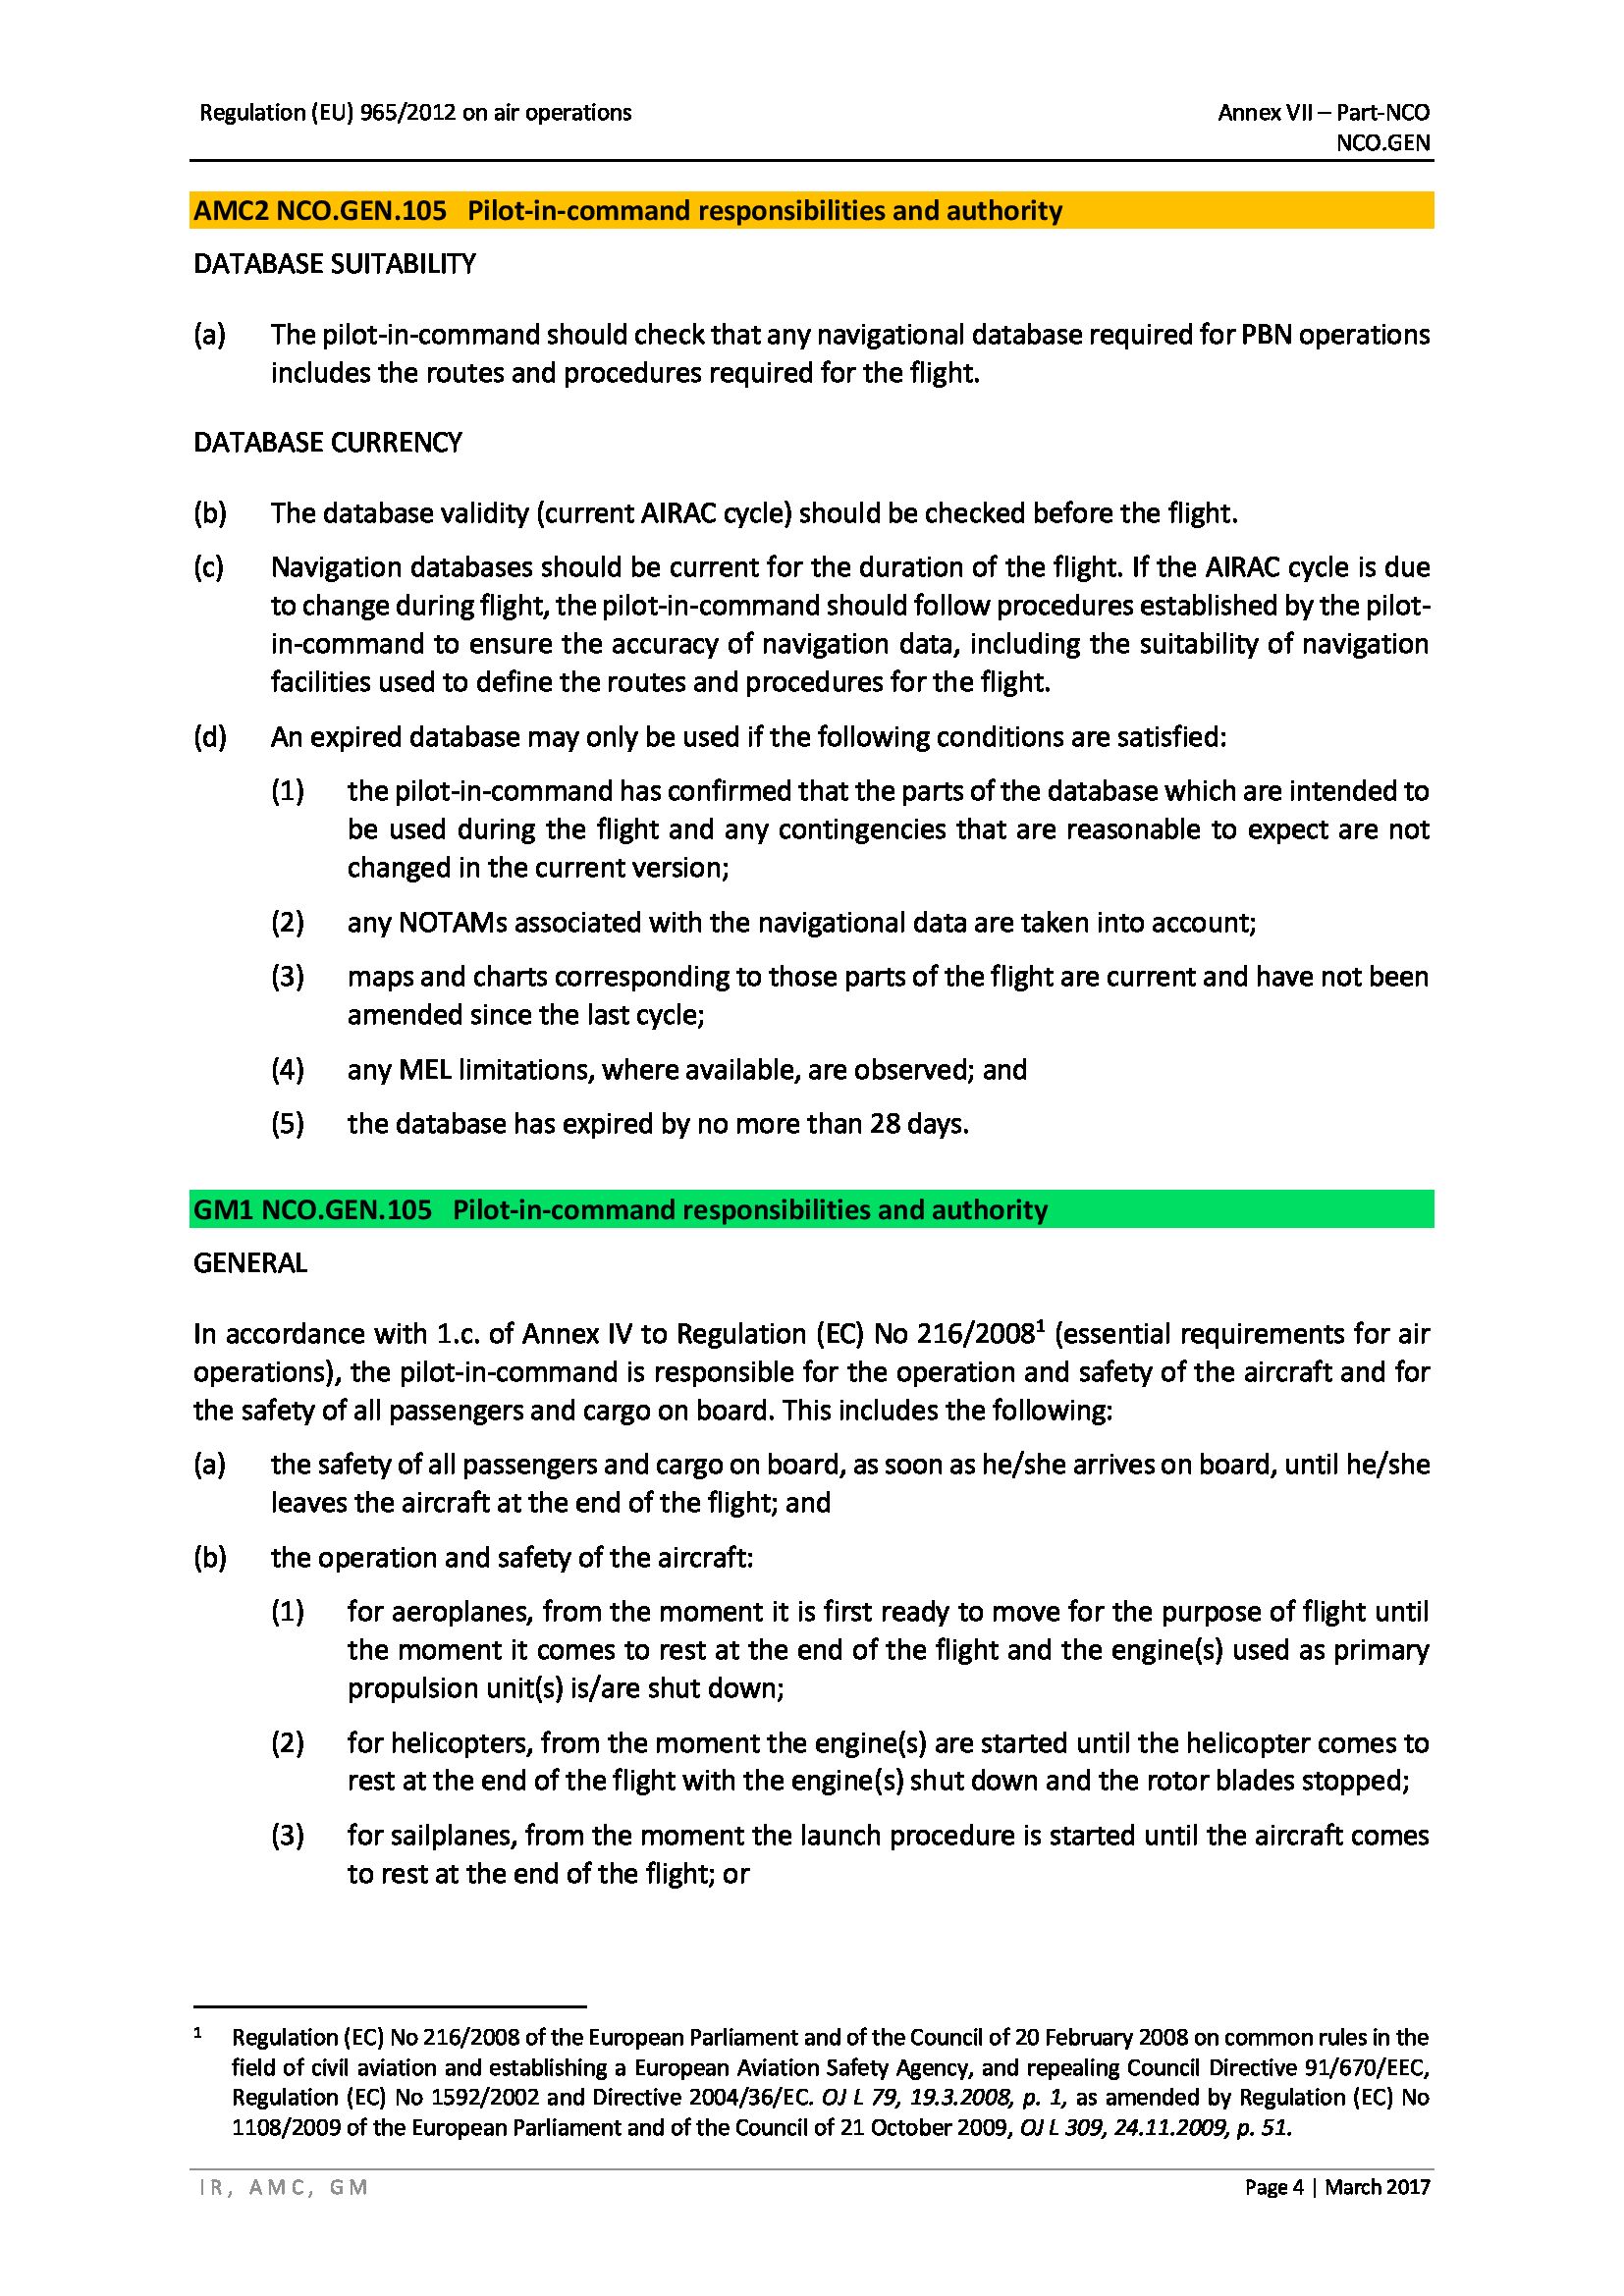 Regulation (EU) 965/2012 on air operations
Annex VII – Part-NCO
NCO.GEN
AMC2 NCO.GEN.105 Pilot-in-command responsibilities and authority
DATABASE SUITABILITY
(a) The pilot-in-command should check that any navigational database required for PBN operations
includes the routes and procedures required for the flight.
DATABASE CURRENCY
(b) The database validity (current AIRAC cycle) should be checked before the flight.
(c) Navigation databases should be current for the duration of the flight. If the AIRAC cycle is due
to change during flight, the pilot-in-command should follow procedures established by the pilot-
in-command to ensure the accuracy of navigation data, including the suitability of navigation
facilities used to define the routes and procedures for the flight.
(d) An expired database may only be used if the following conditions are satisfied:
(1) the pilot-in-command has confirmed that the parts of the database which are intended to
be used during the flight and any contingencies that are reasonable to expect are not
changed in the current version;
(2) any NOTAMs associated with the navigational data are taken into account;
(3) maps and charts corresponding to those parts of the flight are current and have not been
amended since the last cycle;
(4) any MEL limitations, where available, are observed; and
(5) the database has expired by no more than 28 days.
GM1 NCO.GEN.105 Pilot-in-command responsibilities and authority
GENERAL
In accordance with 1.c. of Annex IV to Regulation (EC) No 216/2008¹ (essential requirements for air
operations), the pilot-in-command is responsible for the operation and safety of the aircraft and for
the safety of all passengers and cargo on board. This includes the following:
(a) the safety of all passengers and cargo on board, as soon as he/she arrives on board, until he/she
leaves the aircraft at the end of the flight; and
(b) the operation and safety of the aircraft:
(1) for aeroplanes, from the moment it is first ready to move for the purpose of flight until
the moment it comes to rest at the end of the flight and the engine(s) used as primary
propulsion unit(s) is/are shut down;
(2) for helicopters, from the moment the engine(s) are started until the helicopter comes to
rest at the end of the flight with the engine(s) shut down and the rotor blades stopped;
(3) for sailplanes, from the moment the launch procedure is started until the aircraft comes
to rest at the end of the flight; or
¹ Regulation (EC) No 216/2008 of the European Parliament and of the Council of 20 February 2008 on common rules in the
field of civil aviation and establishing a European Aviation Safety Agency, and repealing Council Directive 91/670/EEC,
Regulation (EC) No 1592/2002 and Directive 2004/36/EC. OJ L 79, 19.3.2008, p. 1, as amended by Regulation (EC) No
1108/2009 of the European Parliament and of the Council of 21 October 2009, OJ L 309, 24.11.2009, p. 51.
IR, AMC, GM
Page 4 | March 2017